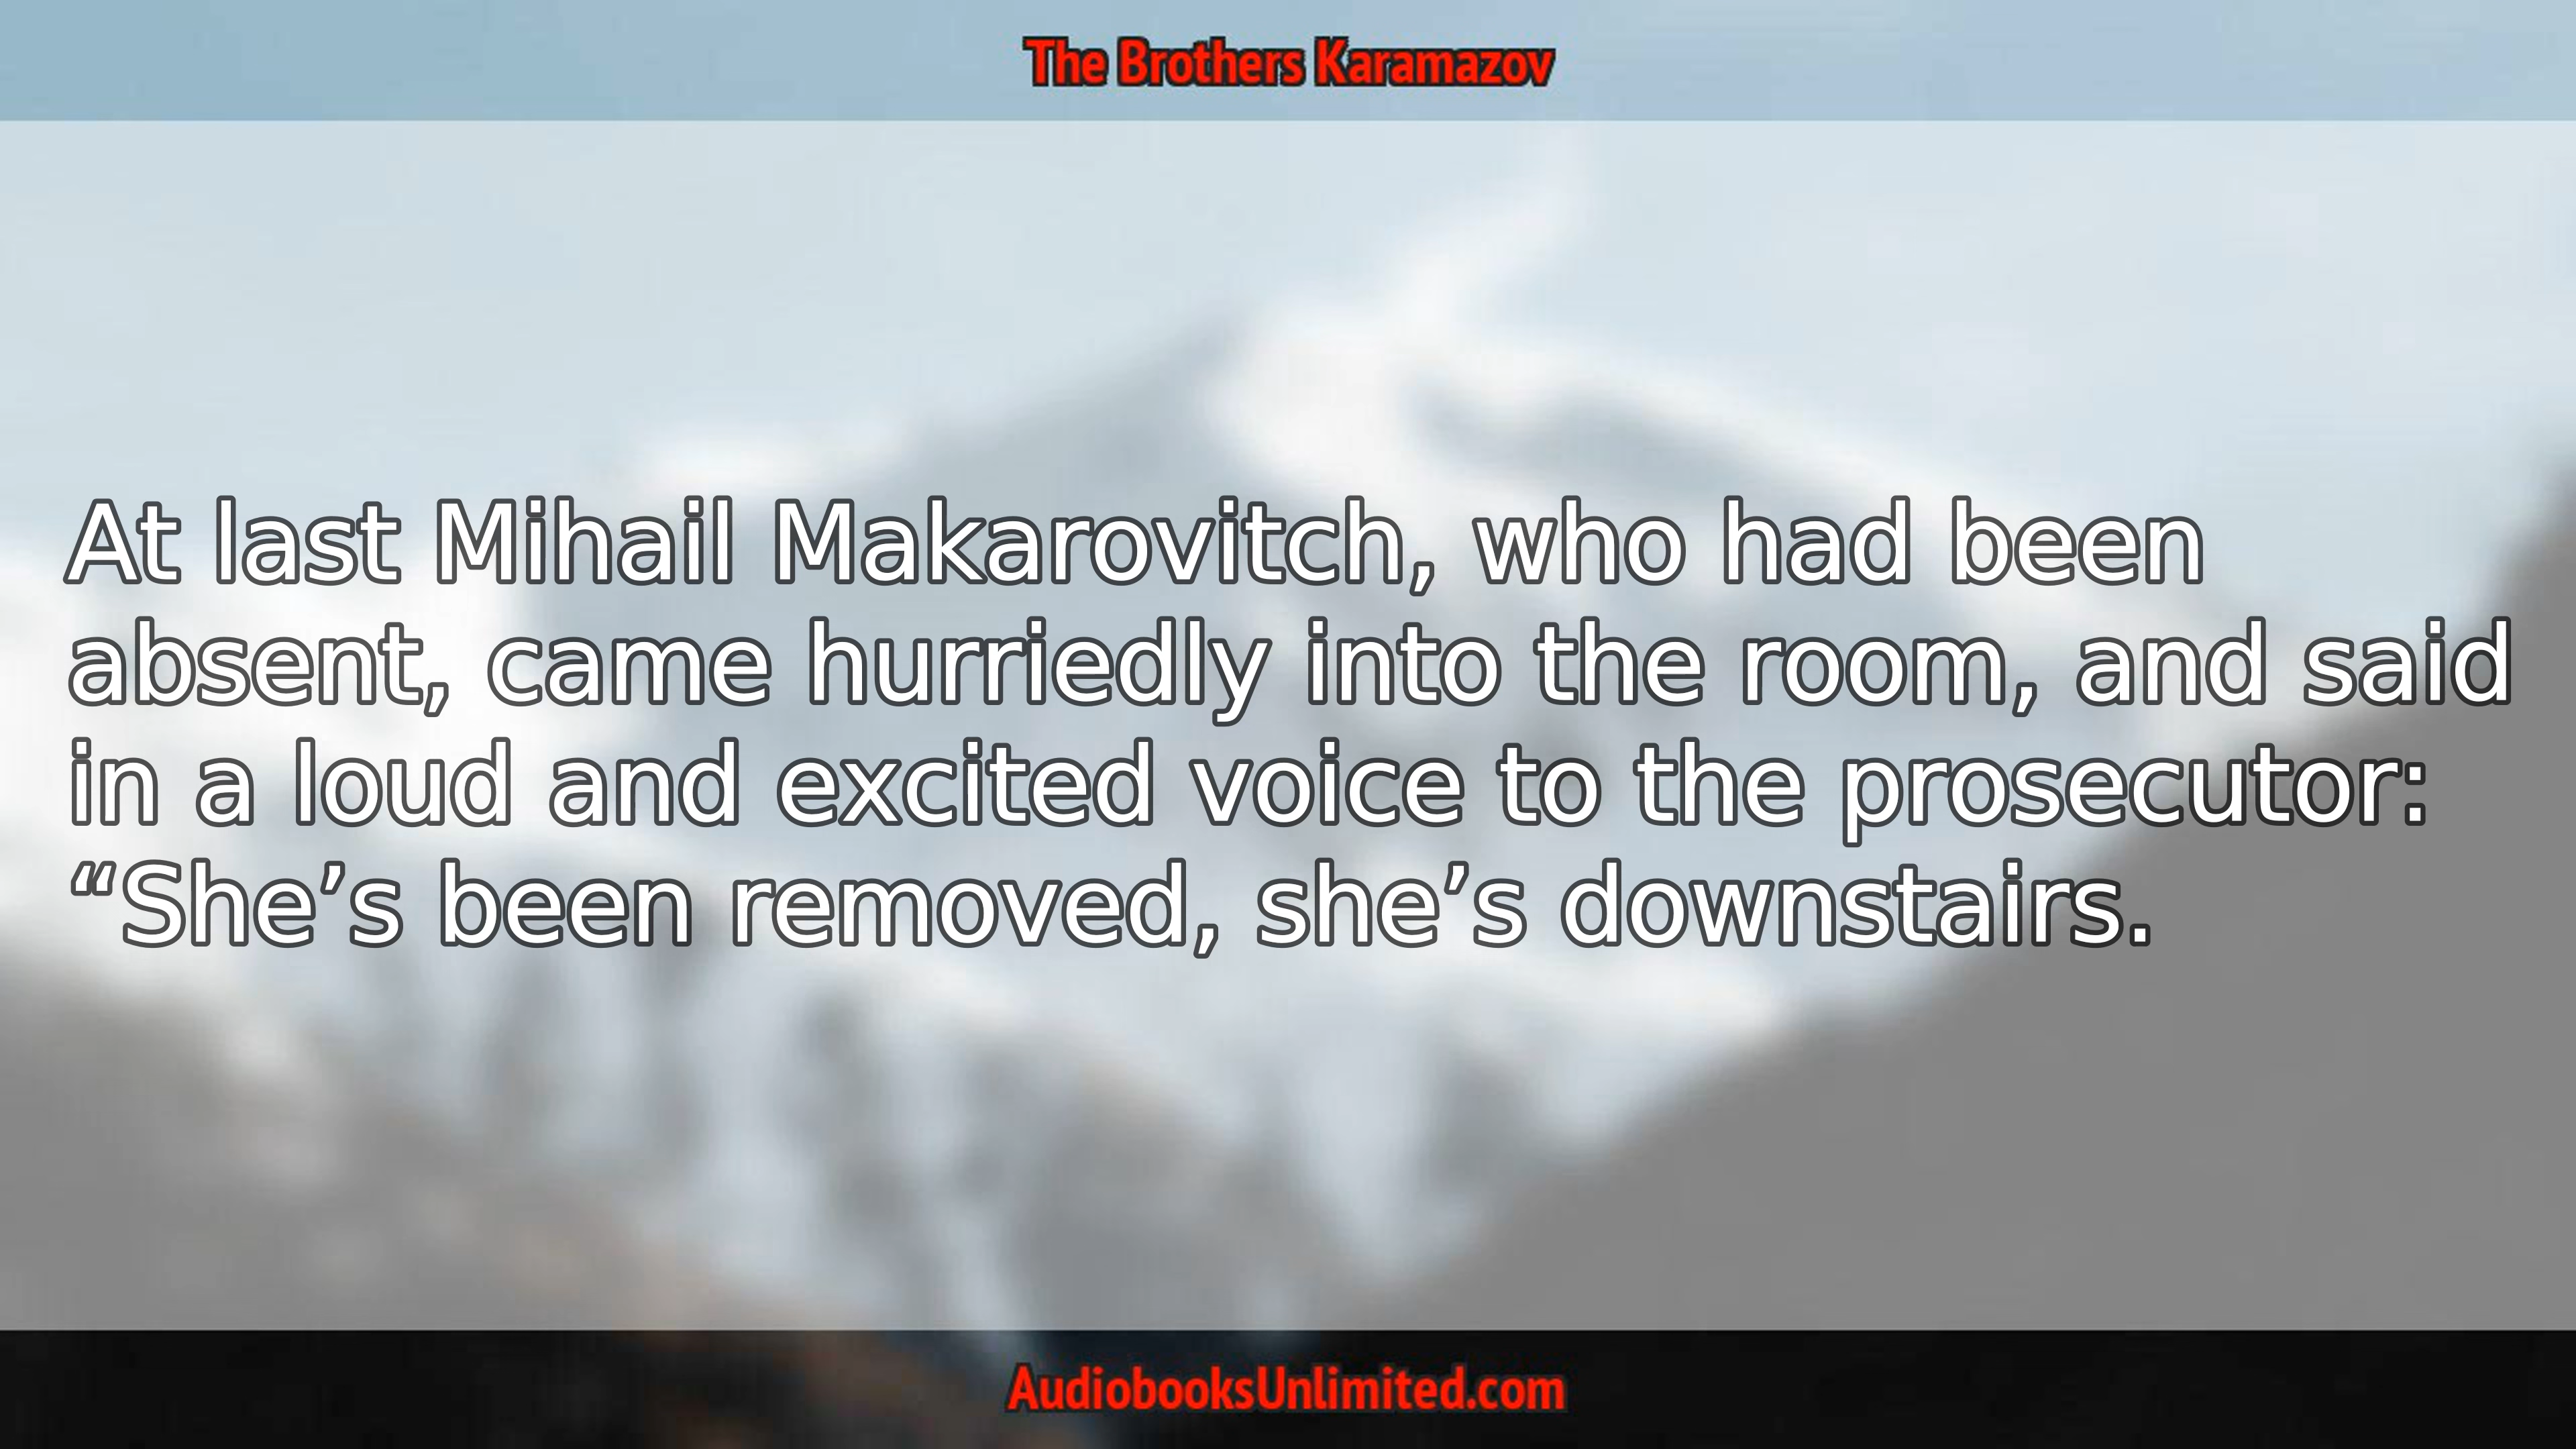 The Brothers Karamazov
At last Mihail Makarovitch, who had been
absent, came hurriedly into the room, and said
in a loud and excited voice to the prosecutor:
“She’s been removed, she’s downstairs.
AudiobooksUnlimited.com